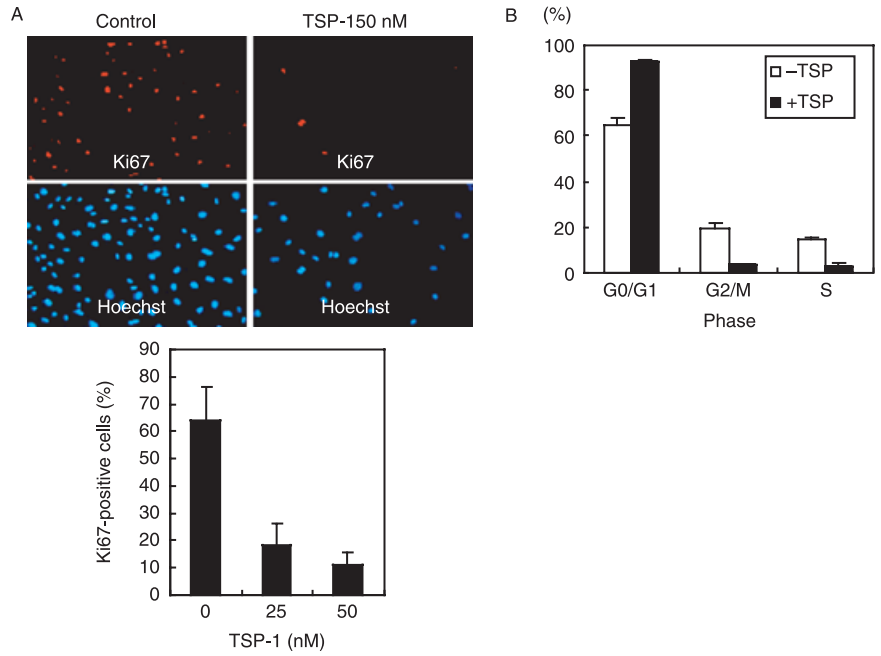 A
Control
TSP-150 nM
Ki67
Ki67
Hoechst
Hoechst
Ki67-positive cells (%)
90
80
70
60
50
40
30
20
10
0
0
25
50
TSP-1 (nM)
B
(%)
100
80
60
40
20
0
–TSP
+TSP
G0/G1
G2/M
S
Phase